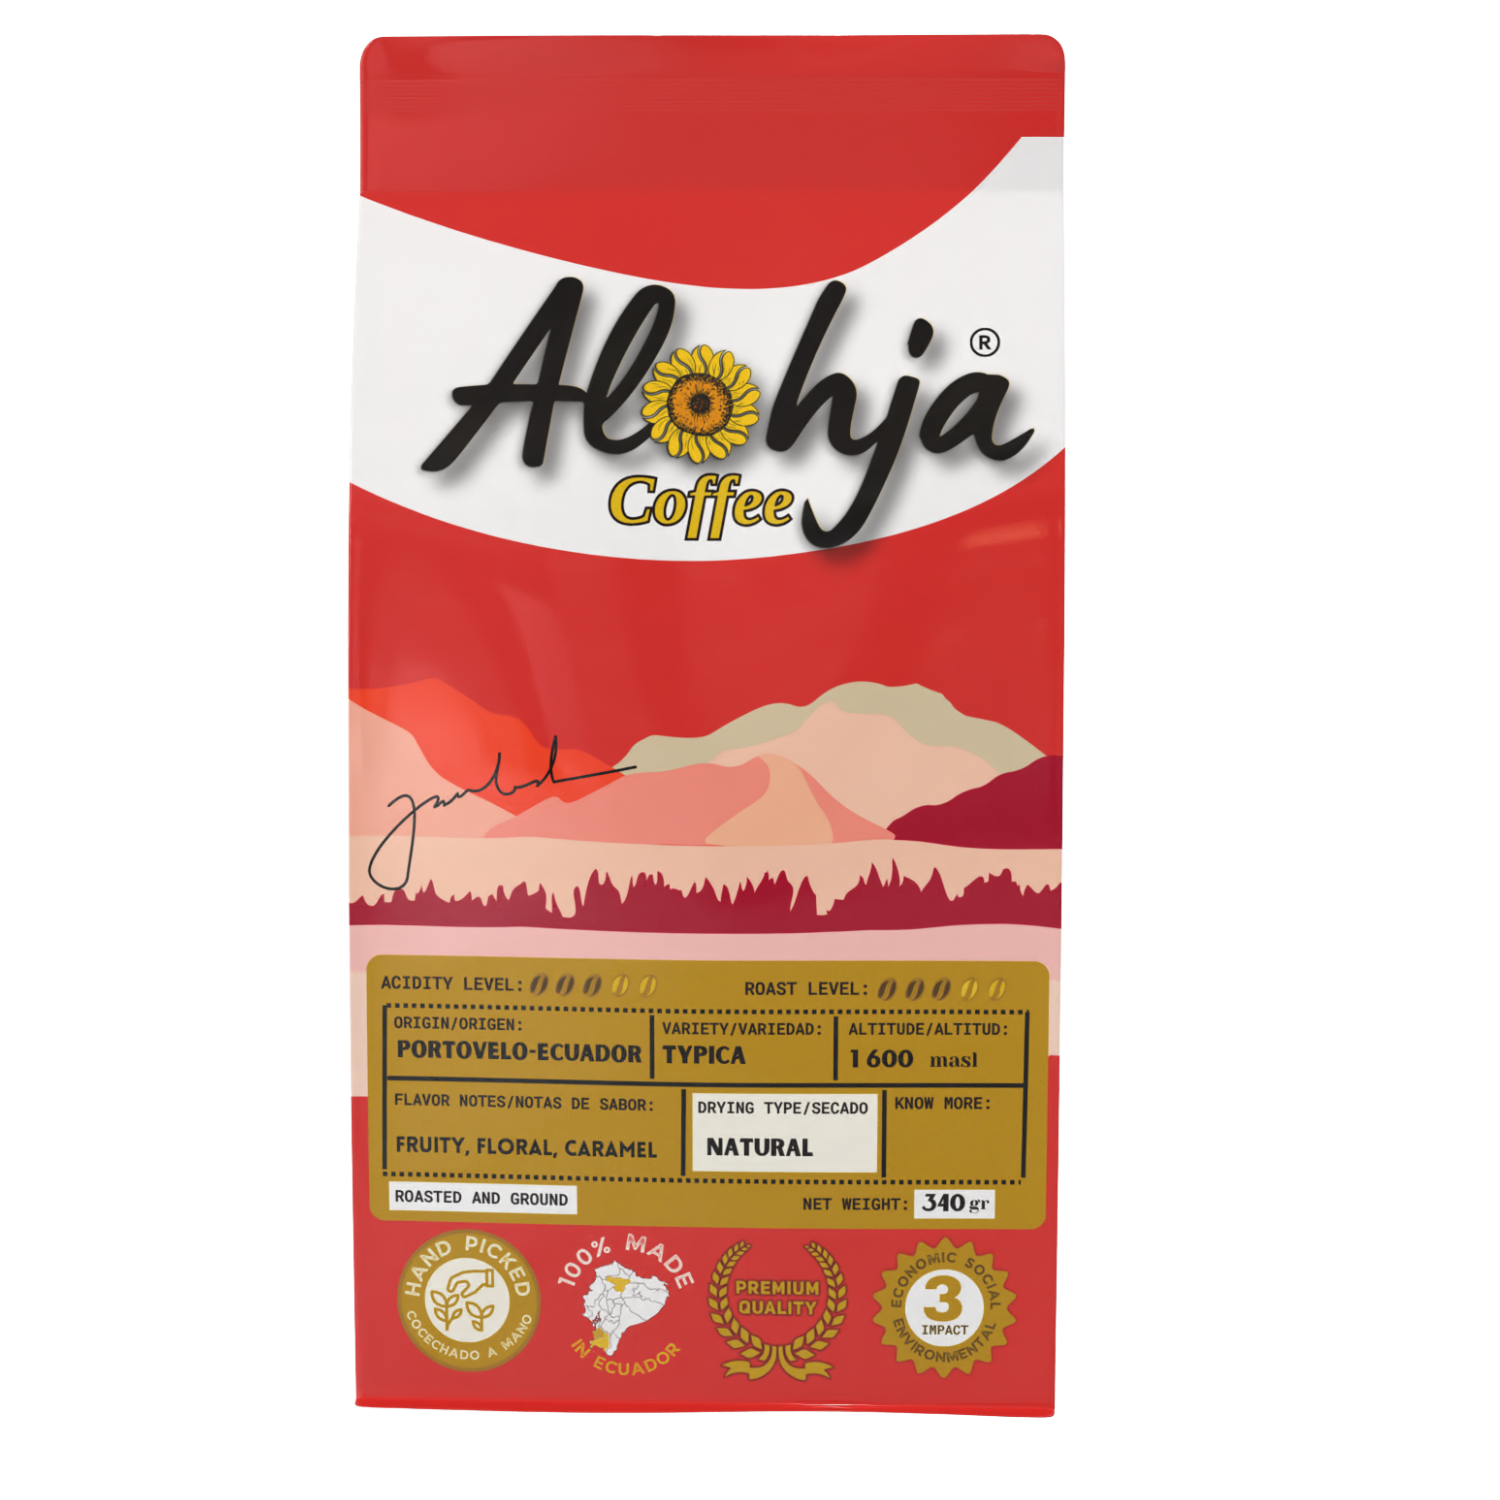 Alohja ®
Coffee
ACIDITY LEVEL:
ROAST LEVEL:
ORIGIN/ORIGEN:
PORTOVELO-ECUADOR
VARIETY/VARIEDAD:
TYPICA
ALTITUDE/ALTITUD:
1600 masl
FLAVOR NOTES/NOTAS DE SABOR:
FRUITY, FLORAL, CARAMEL
DRYING TYPE/SECADO
NATURAL
KNOW MORE:
ROASTED AND GROUND
NET WEIGHT: 340 gr
HAND PICKED
COCECHADO A MANO
100% MADE
IN ECUADOR
PREMIUM
QUALITY
ECONOMIC SOCIAL
3
IMPACT
ENVIRONMENTAL